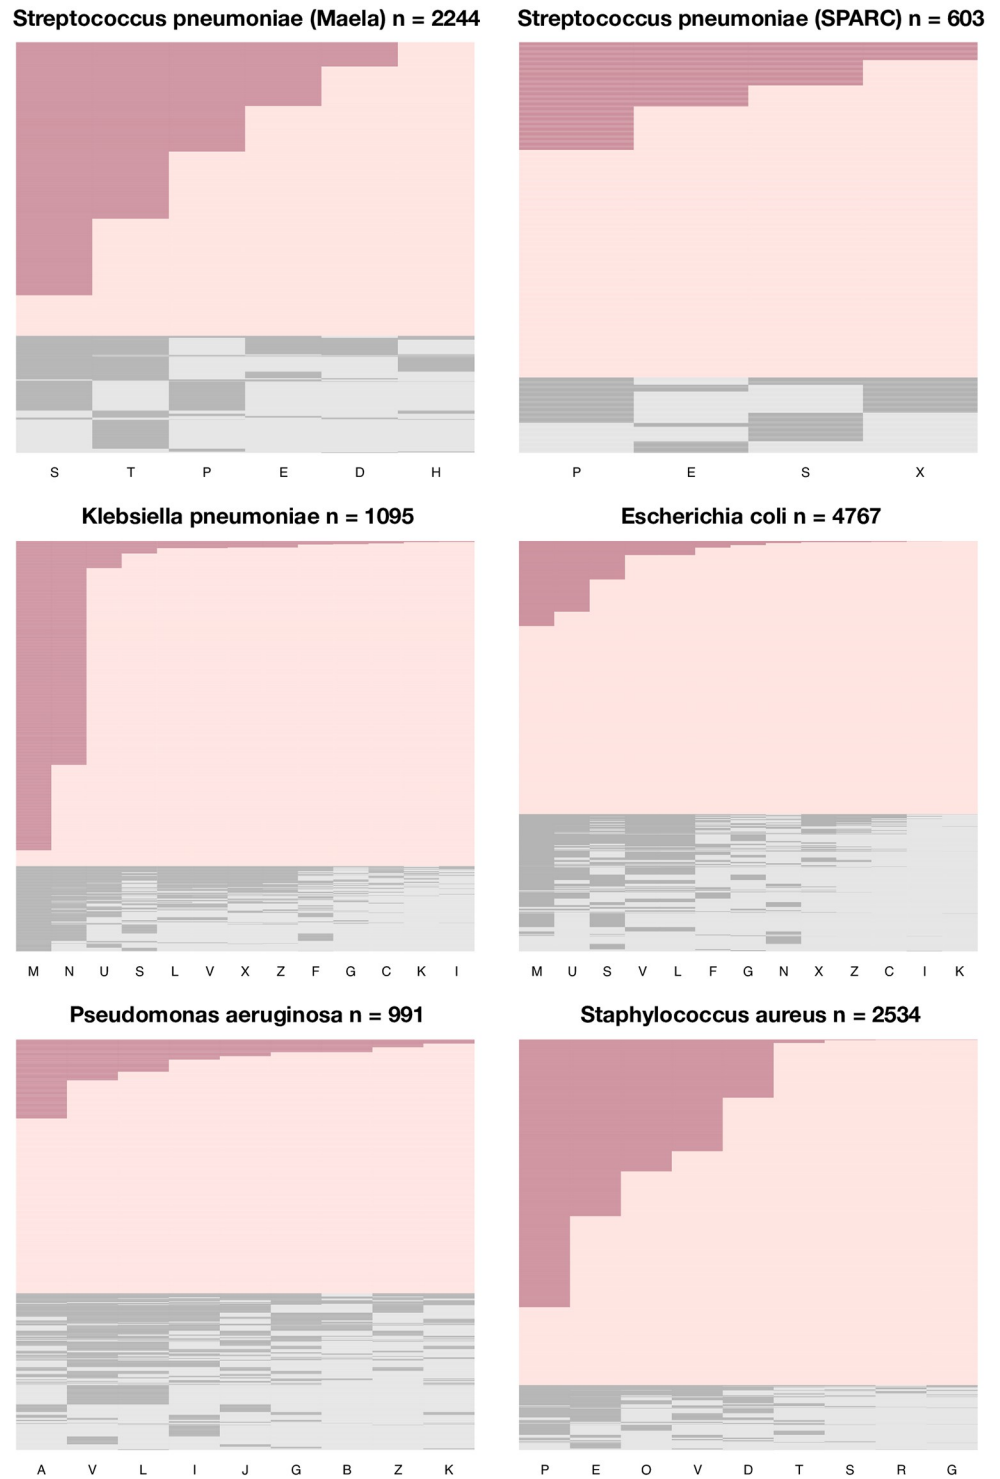 Streptococcus pneumoniae (Maela) n = 2244
Streptococcus pneumoniae (SPARC) n = 603
S T P E D H
P E S X
Klebsiella pneumoniae n = 1095
Escherichia coli n = 4767
M N U S L V X Z F G C K I
M U S V L F G N X Z C I K
Pseudomonas aeruginosa n = 991
Staphylococcus aureus n = 2534
A V L I J G B Z K
P E O V D T S R G